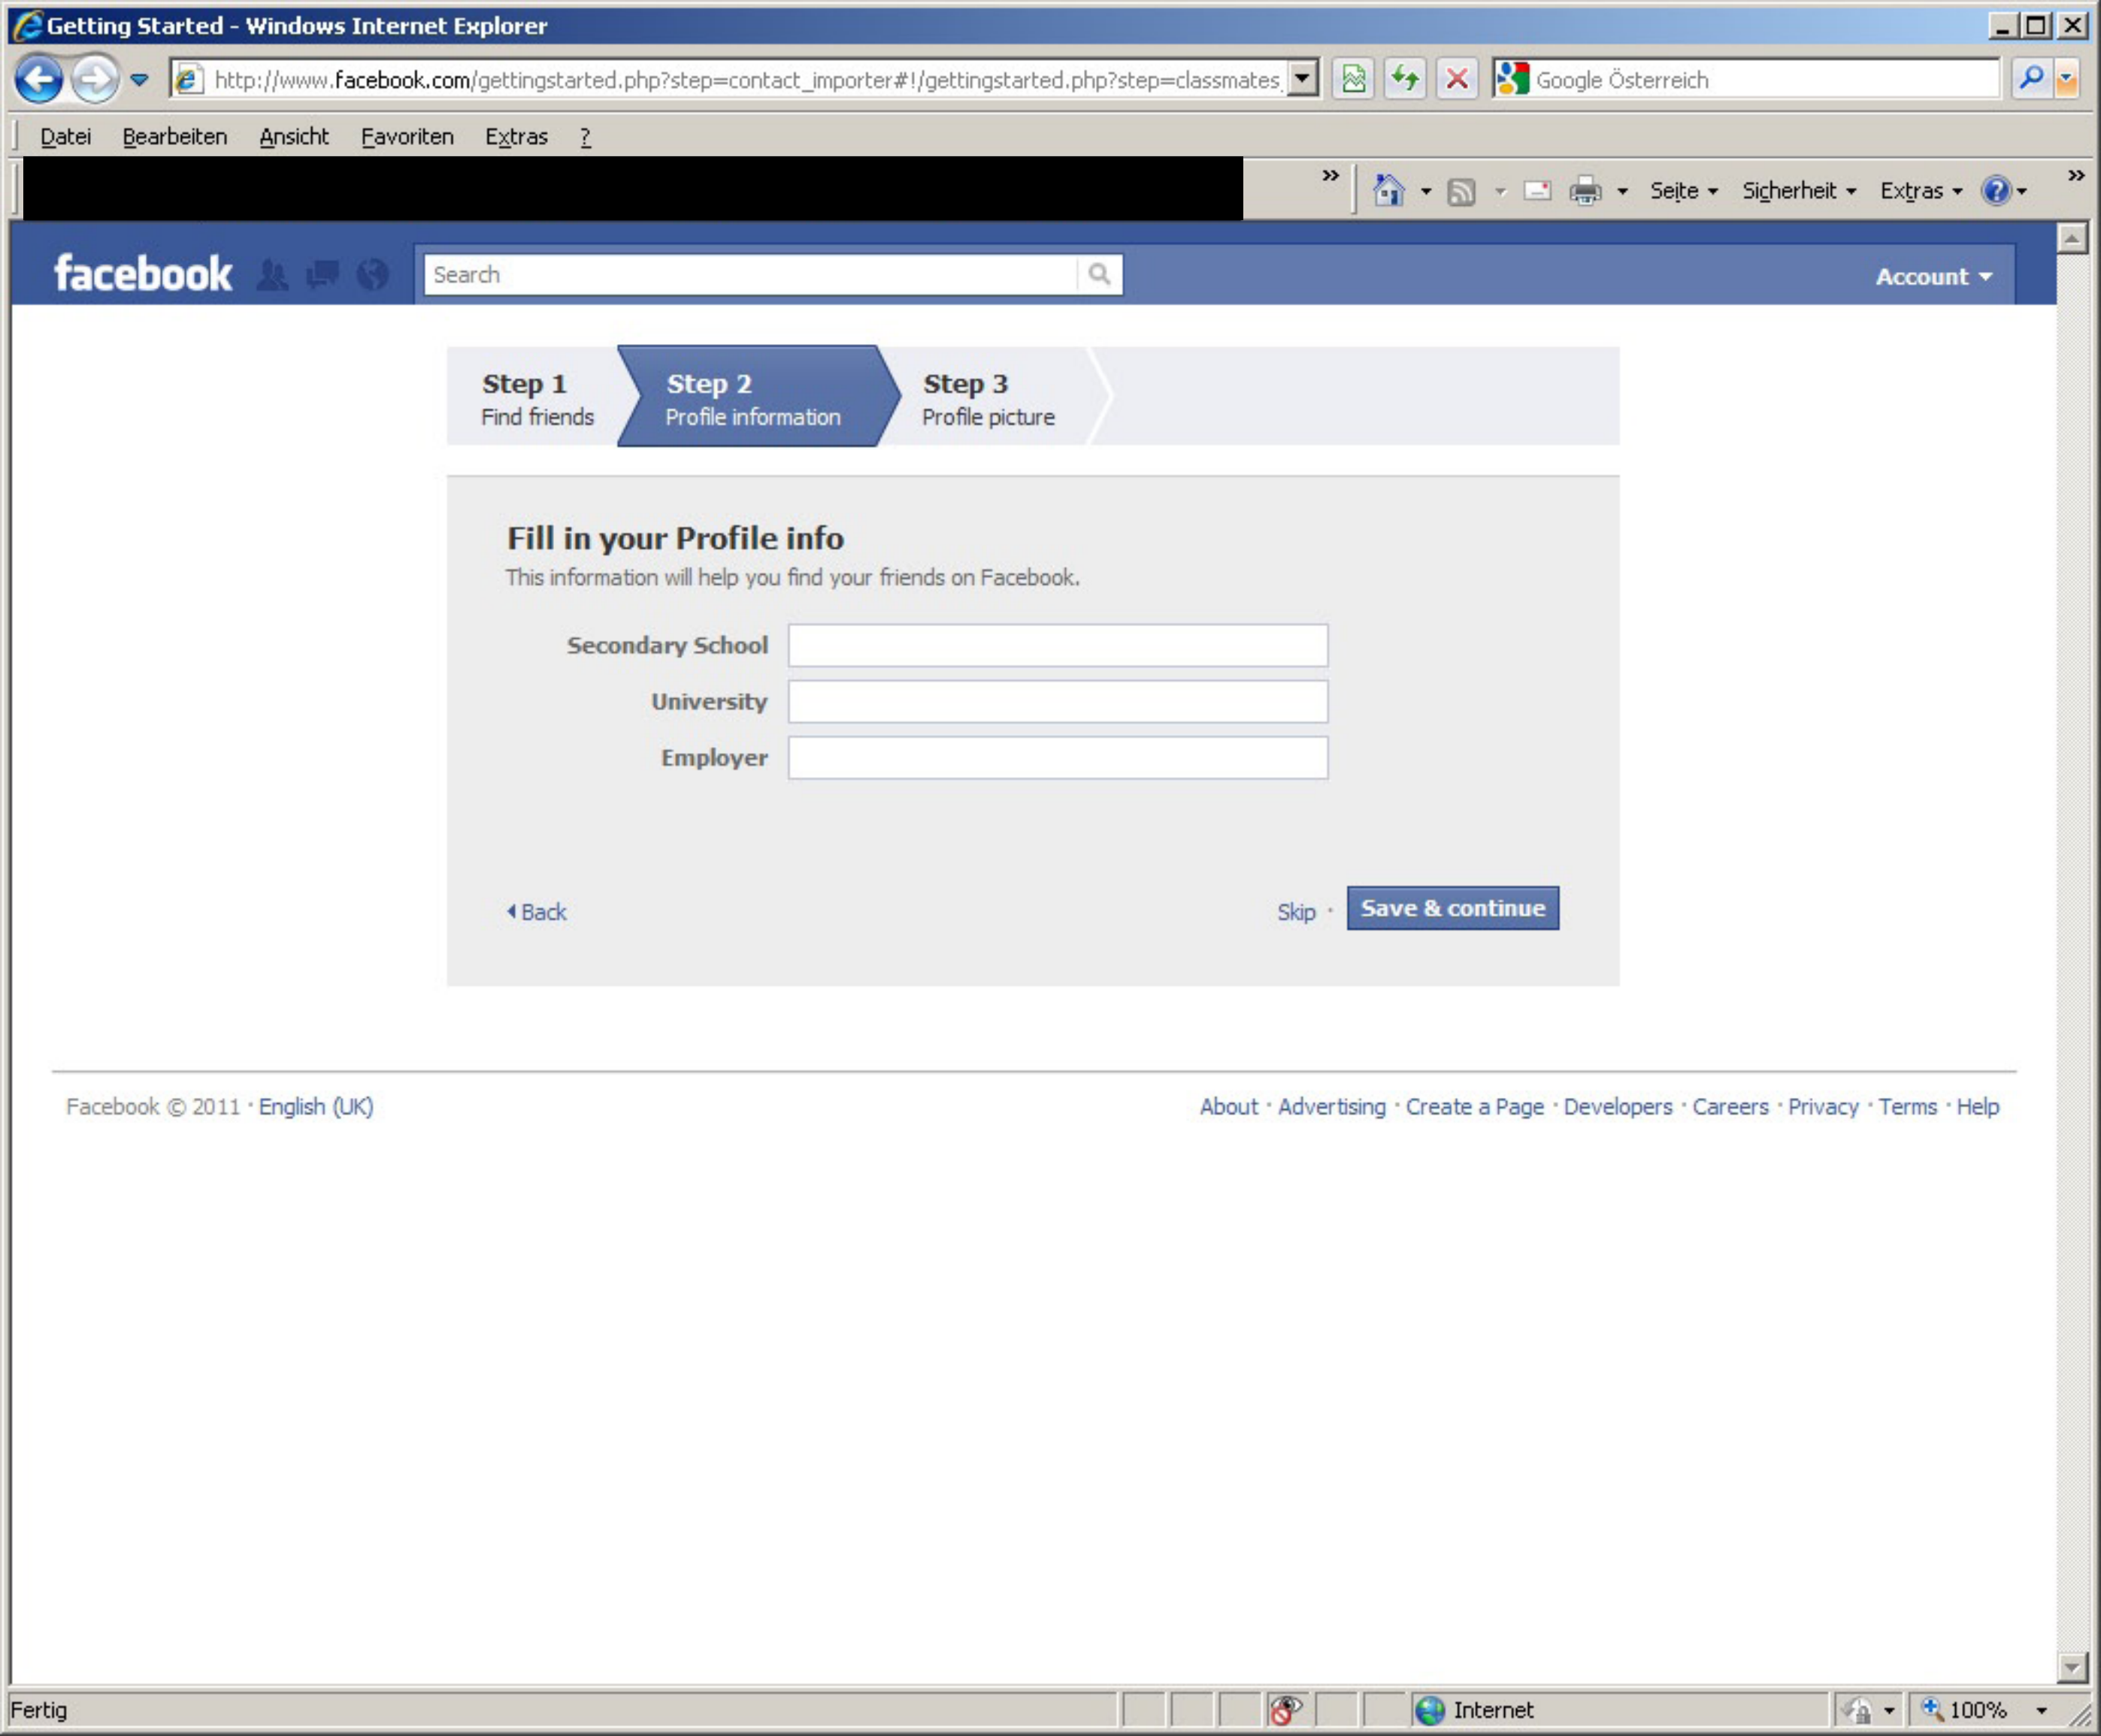 Getting Started - Windows Internet Explorer
http://www.facebook.com/gettingstarted.php?step=contact_importer#!/gettingstarted.php?step=classmates_
Google Österreich
Datei Bearbeiten Ansicht Favoriten Extras ?
» Seite Sicherheit Extras »
facebook Search Account
Step 1 Step 2 Step 3
Find friends Profile information Profile picture
Fill in your Profile info
This information will help you find your friends on Facebook.
Secondary School
University
Employer
Back Skip · Save & continue
Facebook © 2011 · English (UK) About · Advertising · Create a Page · Developers · Careers · Privacy · Terms · Help
Fertig Internet 100%